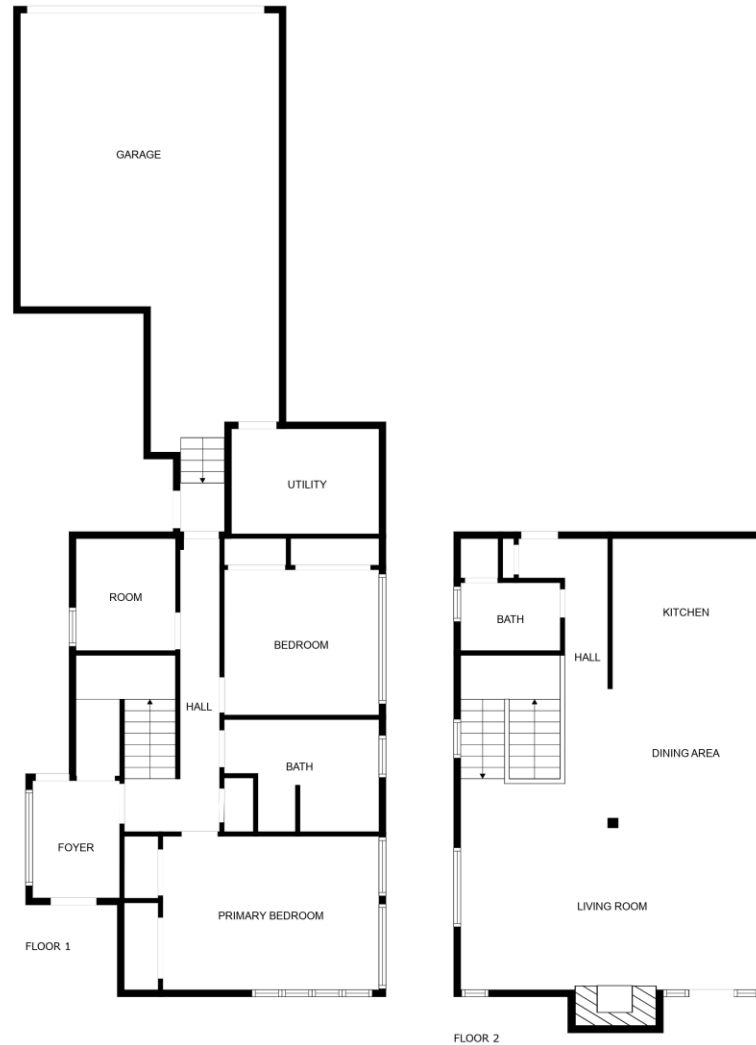 GARAGE
UTILITY
ROOM
BEDROOM
HALL
BATH
FOYER
PRIMARY BEDROOM
FLOOR 1
KITCHEN
BATH
HALL
DINING AREA
LIVING ROOM
FLOOR 2